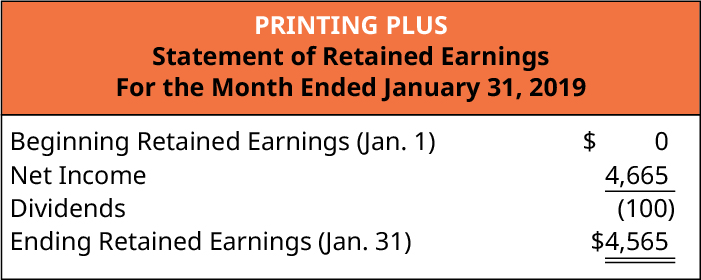 PRINTING PLUS
Statement of Retained Earnings
For the Month Ended January 31, 2019
Beginning Retained Earnings (Jan. 1) $ 0
Net Income 4,665
Dividends (100)
Ending Retained Earnings (Jan. 31) $4,565